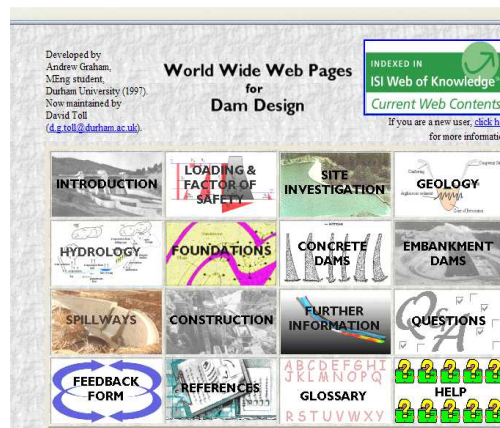 Developed by
Andrew Graham,
MEng student,
Durham University (1997).
Now maintained by
David Toll
(d.g.toll@durham.ac.uk).
World Wide Web Pages
for
Dam Design
INDEXED IN
ISI Web of Knowledge
Current Web Contents
If you are a new user, click h
for more informati
INTRODUCTION
LOADING &
FACTOR OF
SAFETY
SITE
INVESTIGATION
GEOLOGY
HYDROLOGY
FOUNDATIONS
CONCRETE
DAMS
EMBANKMENT
DAMS
SPILLWAYS
CONSTRUCTION
FURTHER
INFORMATION
Q&A
QUESTIONS
FEEDBACK
FORM
REFERENCES
ABCDEFGHI
JKLMNOPQ
GLOSSARY
RSTUVWXY
HELP